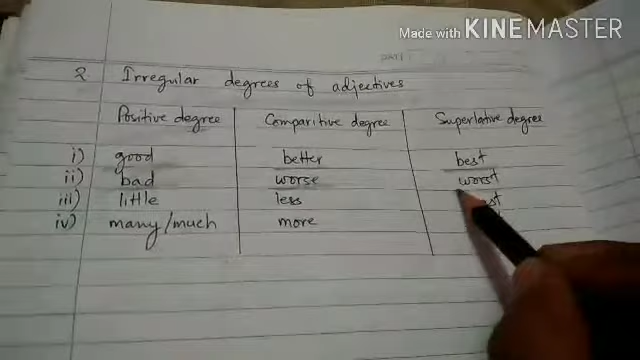 Made with KINEMASTER
DATE
2 Irregular degrees of adjectives
Positive degree Comparitive degree Superlative degree
i) good better best
ii) bad worse worst
iii) little less
iv) many/much more